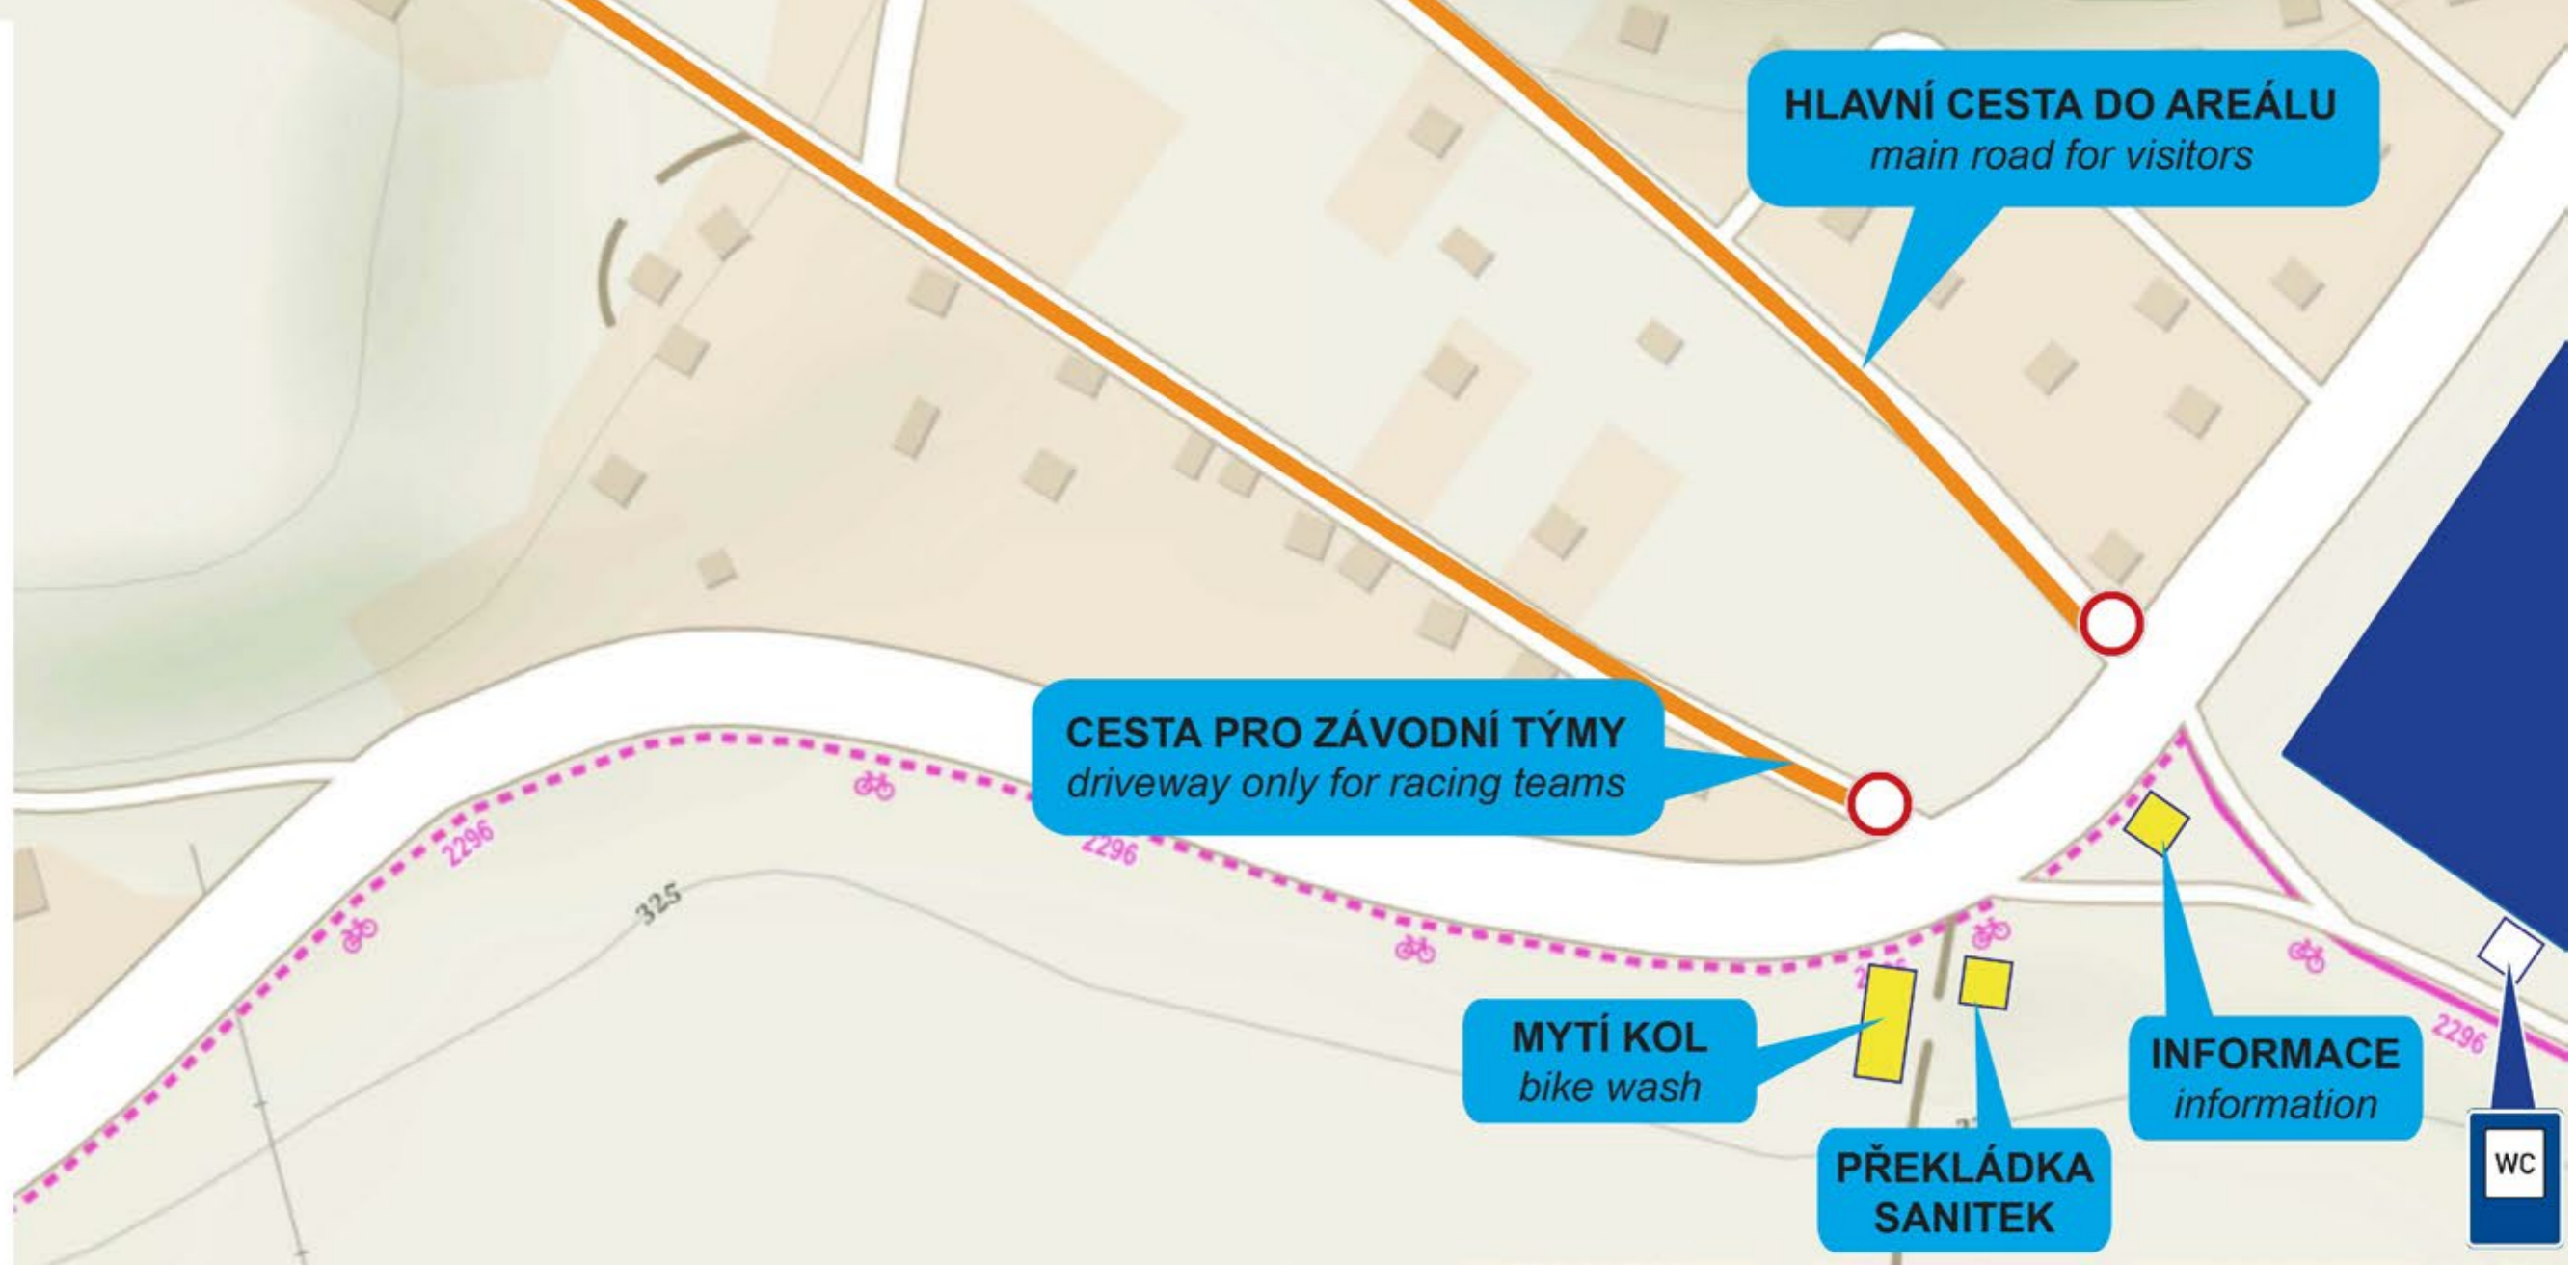 HLAVNÍ CESTA DO AREÁLU
main road for visitors
CESTA PRO ZÁVODNÍ TÝMY
driveway only for racing teams
2296
2296
325
MYTÍ KOL
bike wash
PŘEKLÁDKA
SANITEK
INFORMACE
information
2296
WC